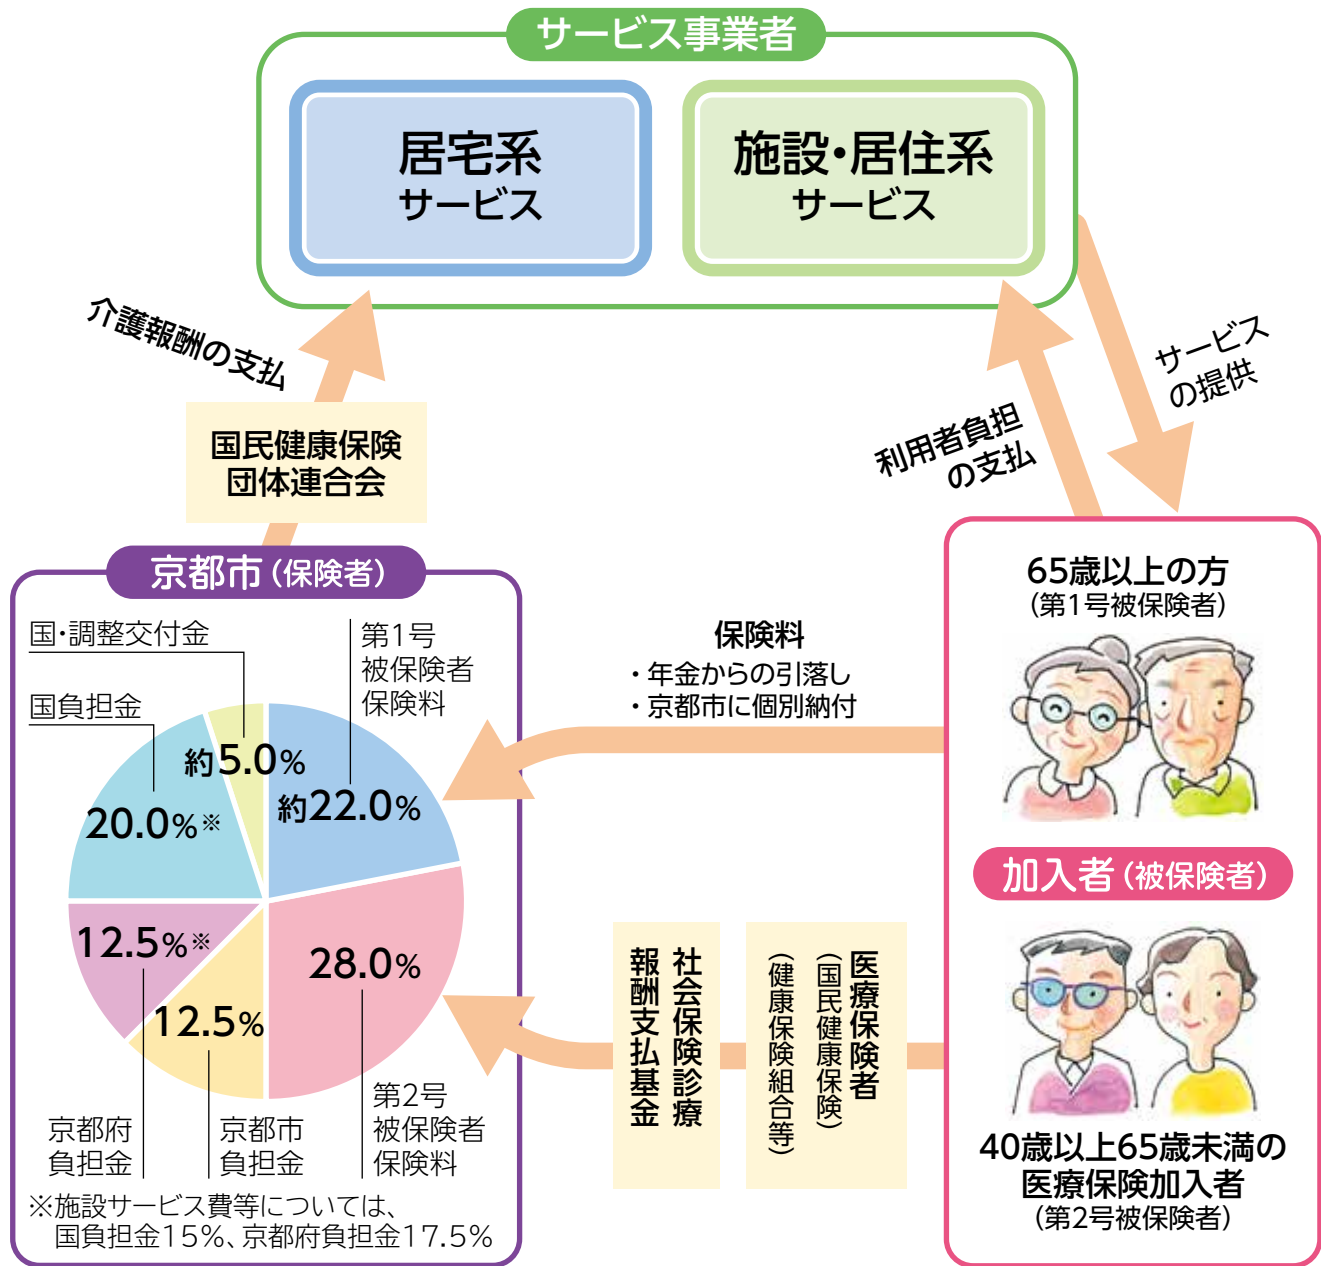 サービス事業者
居宅系
サービス
施設・居住系
サービス
介護報酬の支払
国民健康保険
団体連合会
利用者負担
の支払
サービス
の提供
京都市(保険者)
国・調整交付金
国負担金
第1号
被保険者
保険料
約5.0%
約22.0%
20.0%※
12.5%※
28.0%
12.5%
京都府
負担金
京都市
負担金
第2号
被保険者
保険料
※施設サービス費等については、
国負担金15%、京都府負担金17.5%
保険料
・年金からの引落し
・京都市に個別納付
社会保険診療
報酬支払基金
医療保険者
(国民健康保険)
(健康保険組合等)
65歳以上の方
(第1号被保険者)
加入者(被保険者)
40歳以上65歳未満の
医療保険加入者
(第2号被保険者)